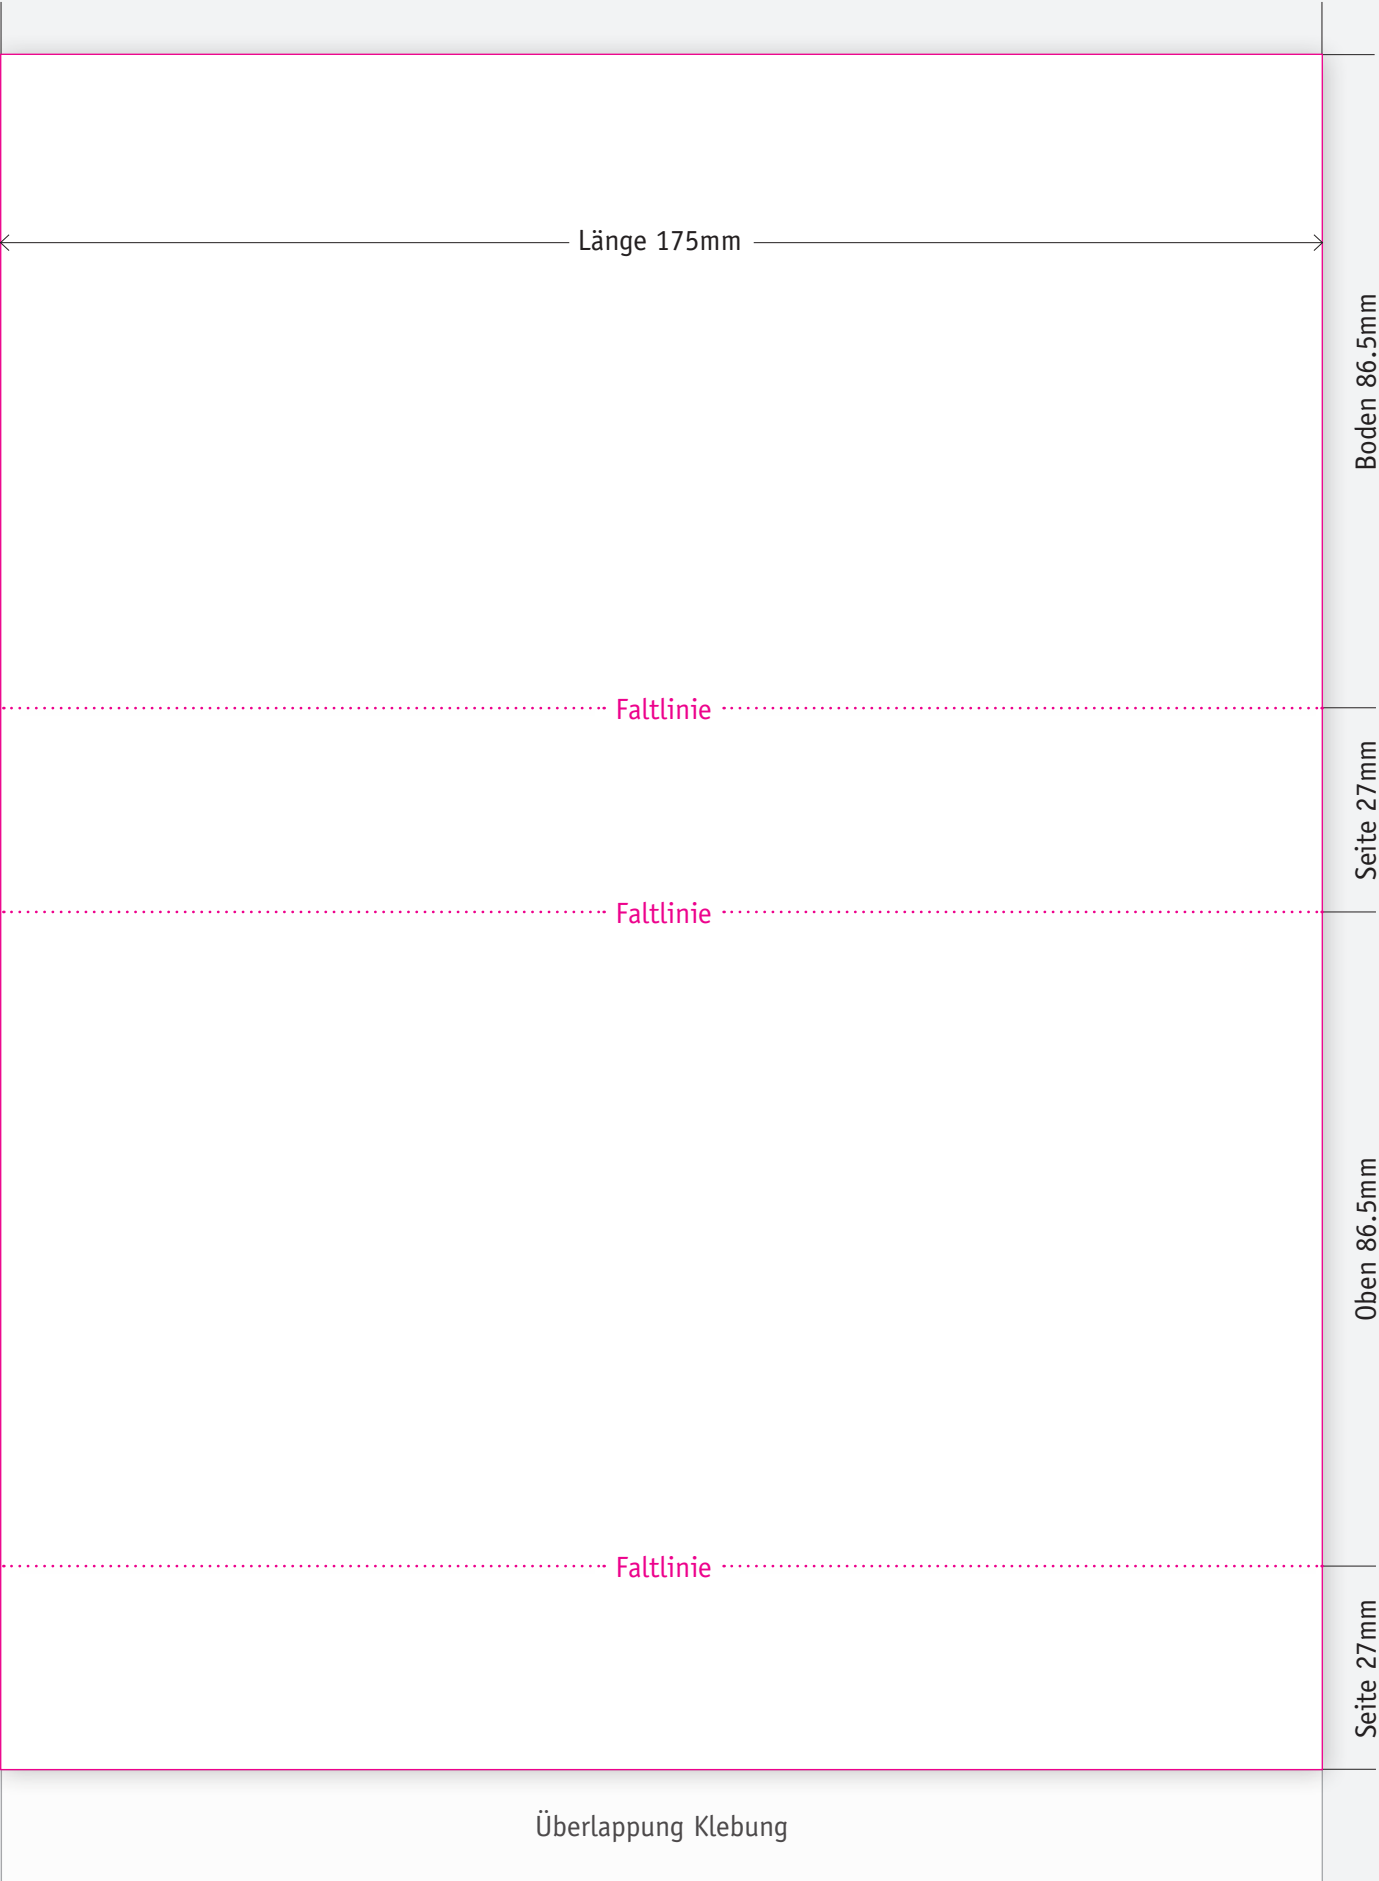 Länge 175mm
Boden 86.5mm
Faltlinie
Seite 27mm
Faltlinie
Oben 86.5mm
Faltlinie
Seite 27mm
Überlappung Klebung